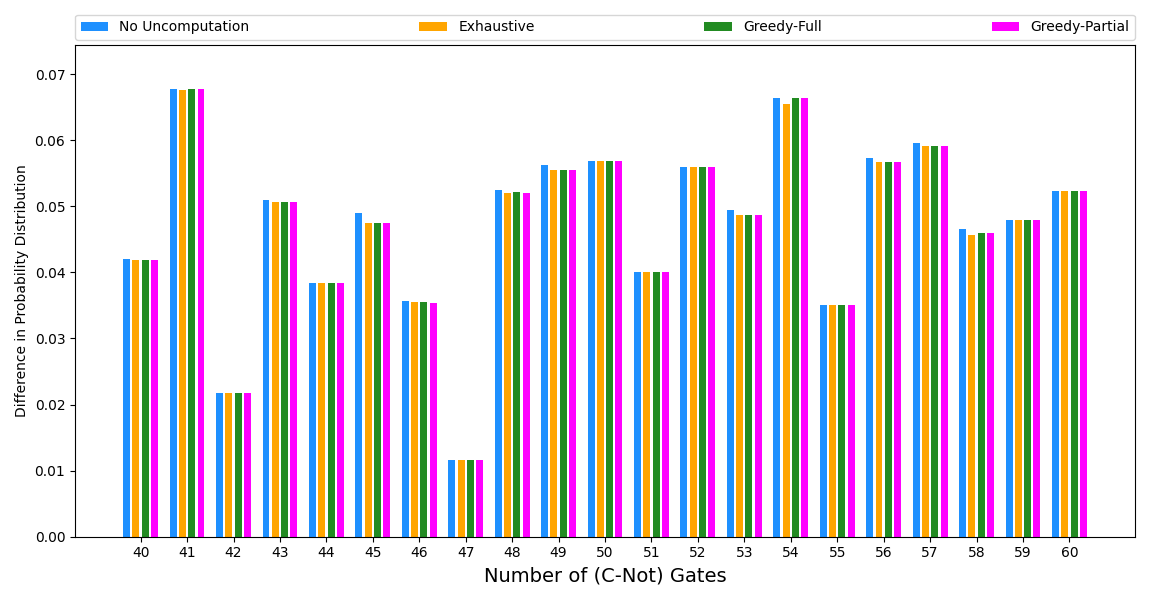 No Uncomputation Exhaustive Greedy-Full Greedy-Partial
0.07
0.06
0.05
0.04
0.03
0.02
0.01
0.00
Difference in Probability Distribution
40 41 42 43 44 45 46 47 48 49 50 51 52 53 54 55 56 57 58 59 60
Number of (C-Not) Gates